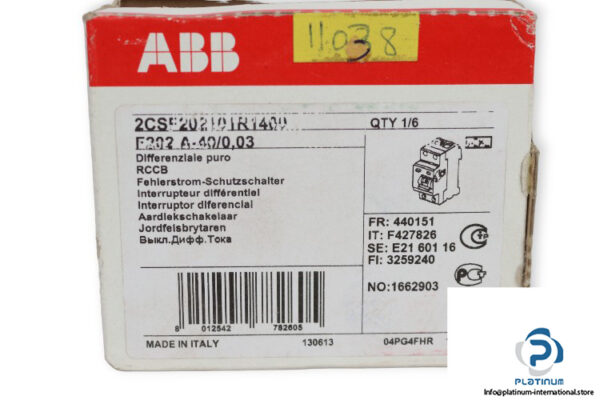 ABB
11038
2CSF202101R1400
F202 A-40/0,03
QTY 1/6
Differenziale puro
RCCB
Fehlerstrom-Schutzschalter
Interrupteur différentiel
Interruptor diferencial
Aardlekschakelaar
Jordfelsbrytaren
Выкл.Дифф.Тока
FR: 440151
IT: F427826
SE: E21 601 16
FI: 3259240
NO:1662903
8 012542 782605
MADE IN ITALY
130613
04PG4FHR
PLATINUM
Info@platinum-international.store